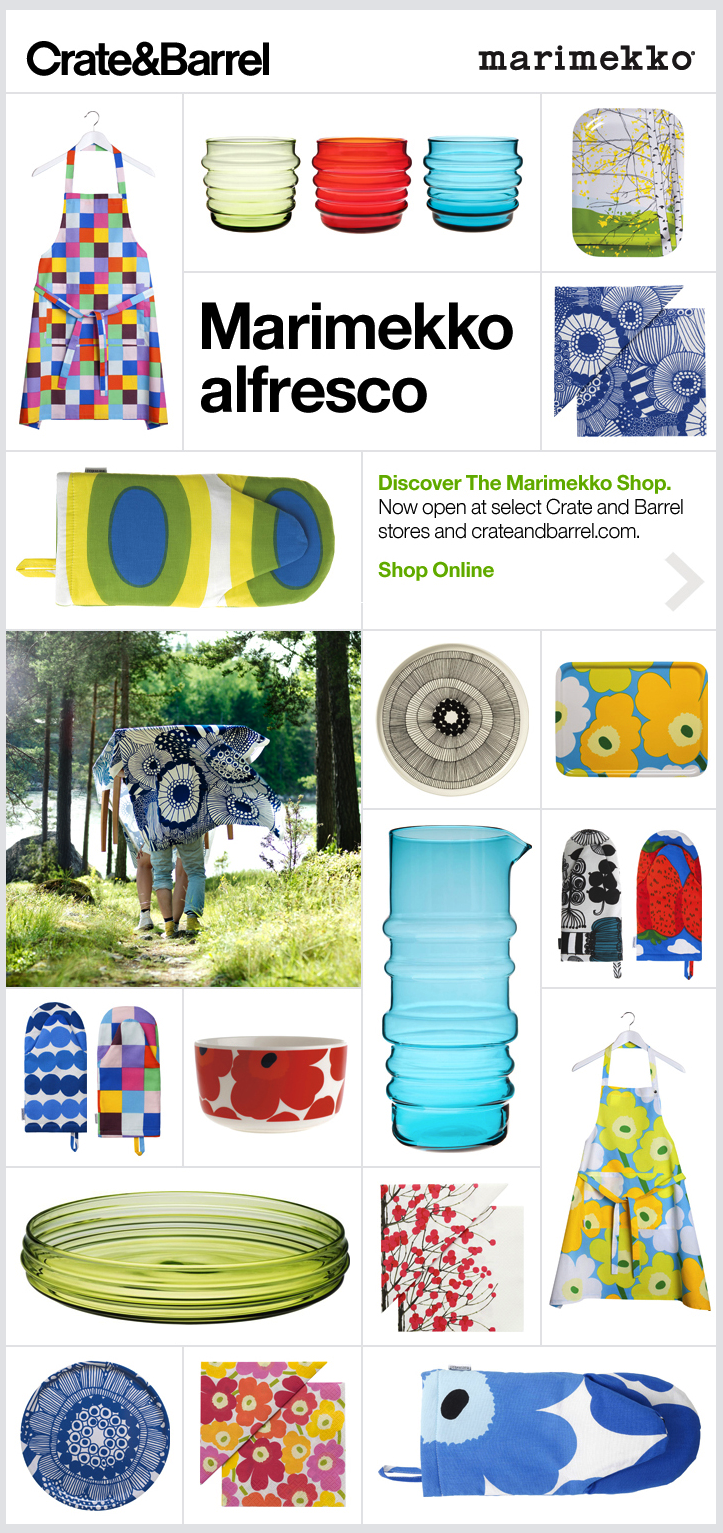 Crate&Barrel
marimekko®
Marimekko
alfresco
Discover The Marimekko Shop.
Now open at select Crate and Barrel
stores and crateandbarrel.com.
Shop Online